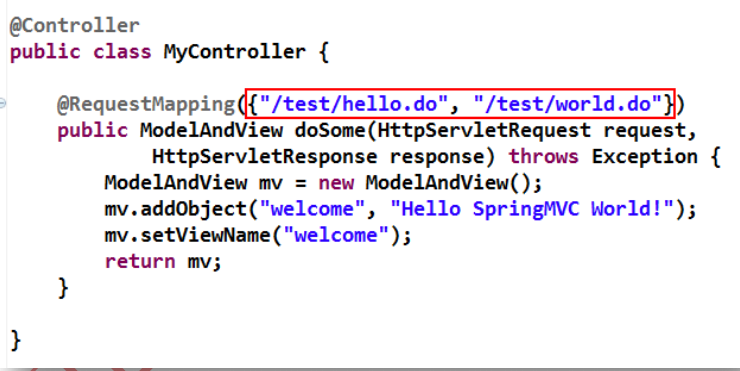 @Controller
public class MyController {
@RequestMapping({"/test/hello.do", "/test/world.do"})
public ModelAndView doSome(HttpServletRequest request,
HttpServletResponse response) throws Exception {
ModelAndView mv = new ModelAndView();
mv.addObject("welcome", "Hello SpringMVC World!");
mv.setViewName("welcome");
return mv;
}
}